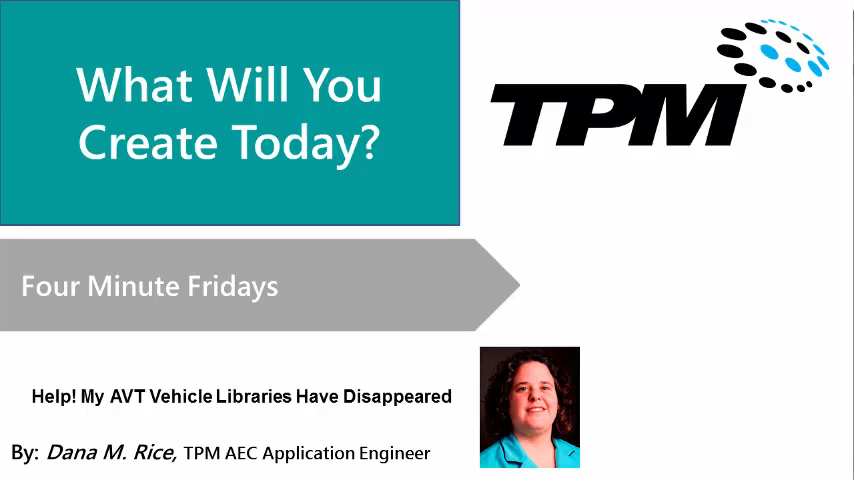 What Will You
Create Today?
TPM
Four Minute Fridays
Help! My AVT Vehicle Libraries Have Disappeared
By: Dana M. Rice, TPM AEC Application Engineer